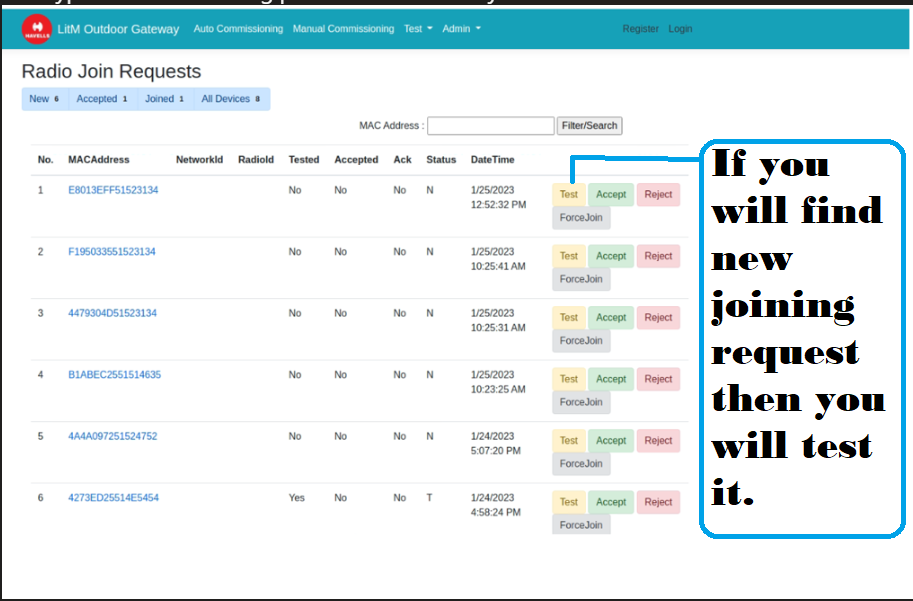 HAVELLS LitM Outdoor Gateway Auto Commissioning Manual Commissioning Test Admin Register Login
Radio Join Requests
New 6 Accepted 1 Joined 1 All Devices 8
MAC Address : Filter/Search
No. MACAddress NetworkId RadioId Tested Accepted Ack Status DateTime
1 E8013EFF51523134 No No No N 1/25/2023 Test Accept Reject
12:52:32 PM ForceJoin
2 F195033551523134 No No No N 1/25/2023 Test Accept Reject
10:25:41 AM ForceJoin
3 4479304D51523134 No No No N 1/25/2023 Test Accept Reject
10:25:31 AM ForceJoin
4 B1ABEC2551514635 No No No N 1/25/2023 Test Accept Reject
10:23:25 AM ForceJoin
5 4A4A097251524752 No No No N 1/24/2023 Test Accept Reject
5:07:20 PM ForceJoin
6 4273ED25514E5454 Yes No No T 1/24/2023 Test Accept Reject
4:58:24 PM ForceJoin
If you
will find
new
joining
request
then you
will test
it.